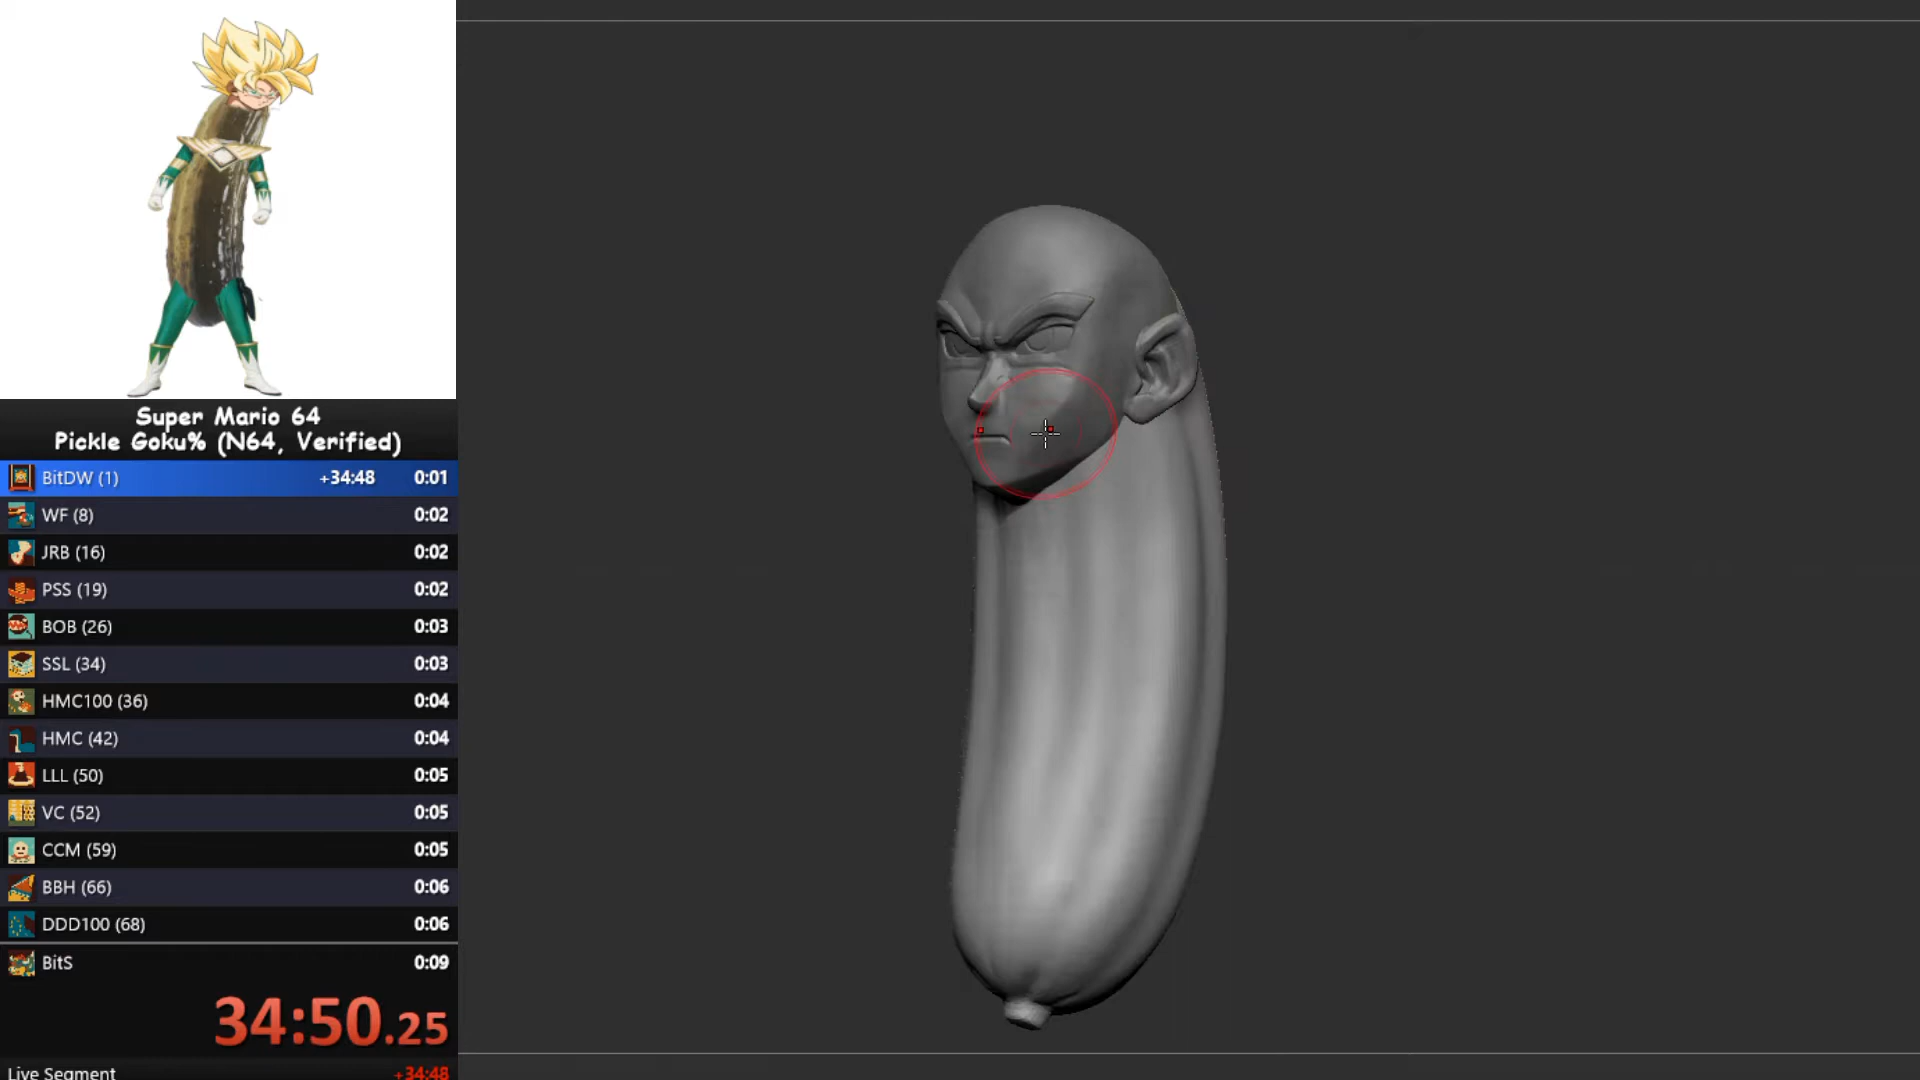 Super Mario 64
Pickle Goku% (N64, Verified)
BitDW (1) +34:48 0:01
WF (8) 0:02
JRB (16) 0:02
PSS (19) 0:02
BOB (26) 0:03
SSL (34) 0:03
HMC100 (36) 0:04
HMC (42) 0:04
LLL (50) 0:05
VC (52) 0:05
CCM (59) 0:05
BBH (66) 0:06
DDD100 (68) 0:06
BitS 0:09
34:50.25
Live Segment +34:48